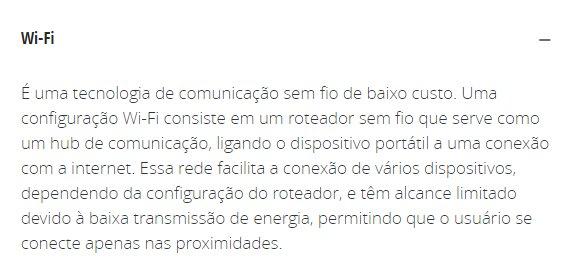 Wi-Fi
É uma tecnologia de comunicação sem fio de baixo custo. Uma
configuração Wi-Fi consiste em um roteador sem fio que serve como
um hub de comunicação, ligando o dispositivo portátil a uma conexão
com a internet. Essa rede facilita a conexão de vários dispositivos,
dependendo da configuração do roteador, e têm alcance limitado
devido à baixa transmissão de energia, permitindo que o usuário se
conecte apenas nas proximidades.